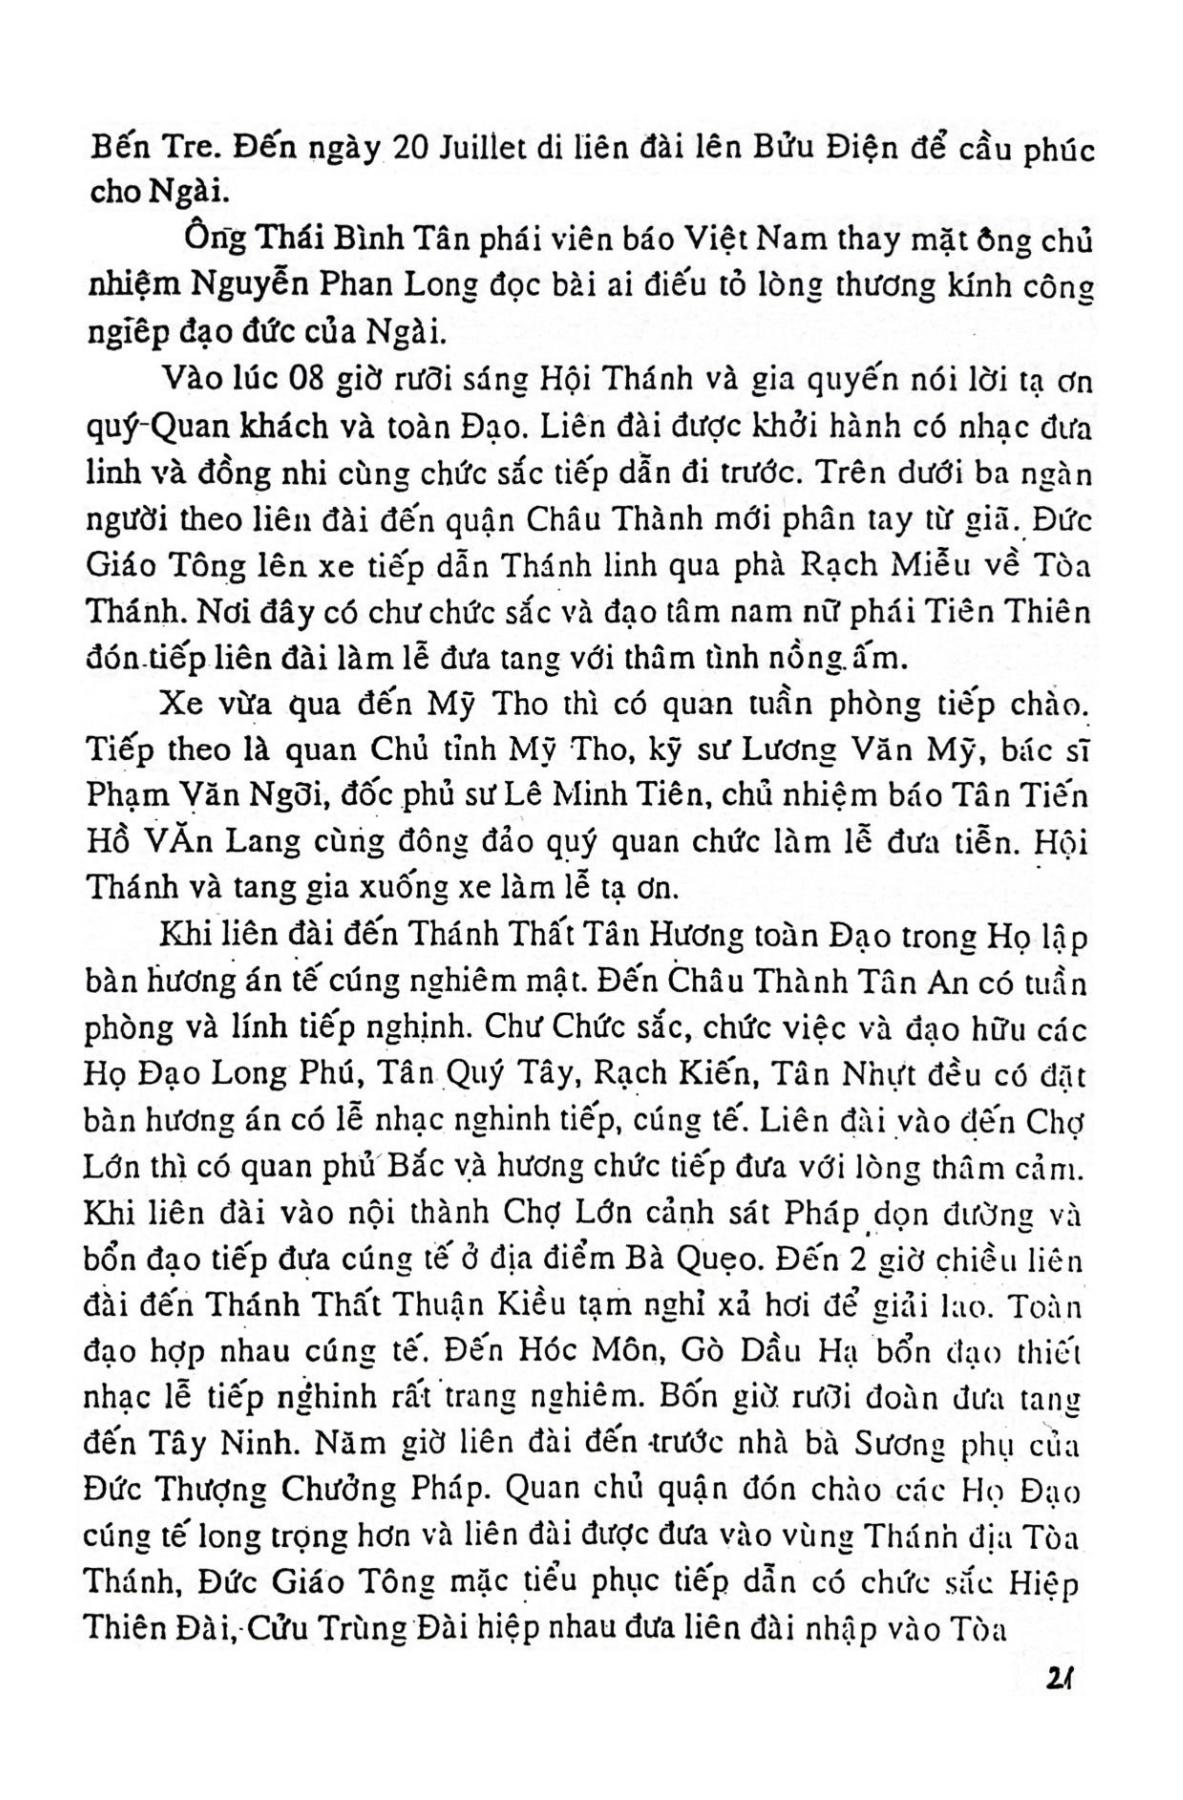 Bến Tre. Đến ngày 20 Juillet di liên đài lên Bửu Điện để cầu phúc
cho Ngài.
Ông Thái Bình Tân phái viên báo Việt Nam thay mặt ông chủ
nhiệm Nguyễn Phan Long đọc bài ai điếu tỏ lòng thương kính công
ngiêp đạo đức của Ngài.
Vào lúc 08 giờ rưỡi sáng Hội Thánh và gia quyến nói lời tạ ơn
quý-Quan khách và toàn Đạo. Liên đài được khởi hành có nhạc đưa
linh và đồng nhi cùng chức sắc tiếp dẫn đi trước. Trên dưới ba ngàn
người theo liên đài đến quận Châu Thành mới phân tay từ giã. Đức
Giáo Tông lên xe tiếp dẫn Thánh linh qua phà Rạch Miễu về Tòa
Thánh. Nơi đây có chư chức sắc và đạo tâm nam nữ phái Tiên Thiên
đón tiếp liên đài làm lễ đưa tang với thâm tình nồng ấm.
Xe vừa qua đến Mỹ Tho thì có quan tuần phòng tiếp chào.
Tiếp theo là quan Chủ tỉnh Mỹ Tho, kỹ sư Lương Văn Mỹ, bác sĩ
Phạm Văn Ngỡi, đốc phủ sư Lê Minh Tiên, chủ nhiệm báo Tân Tiến
Hồ VĂn Lang cùng đông đảo quý quan chức làm lễ đưa tiễn. Hội
Thánh và tang gia xuống xe làm lễ tạ ơn.
Khi liên đài đến Thánh Thất Tân Hương toàn Đạo trong Họ lập
bàn hương án tế cúng nghiêm mật. Đến Châu Thành Tân An có tuần
phòng và lính tiếp nghịnh. Chư Chức sắc, chức việc và đạo hữu các
Họ Đạo Long Phú, Tân Quý Tây, Rạch Kiến, Tân Nhựt đều có đặt
bàn hương án có lễ nhạc nghinh tiếp, cúng tế. Liên đài vào đến Chợ
Lớn thì có quan phủ Bắc và hương chức tiếp đưa với lòng thâm cảm.
Khi liên đài vào nội thành Chợ Lớn cảnh sát Pháp dọn đường và
bổn đạo tiếp đưa cúng tế ở địa điểm Bà Quẹo. Đến 2 giờ chiều liên
đài đến Thánh Thất Thuận Kiều tạm nghỉ xả hơi để giải lao. Toàn
đạo hợp nhau cúng tế. Đến Hóc Môn, Gò Dầu Hạ bổn đạo thiết
nhạc lễ tiếp nghinh rất trang nghiêm. Bốn giờ rưỡi đoàn đưa tang
đến Tây Ninh. Năm giờ liên đài đến trước nhà bà Sương phụ của
Đức Thượng Chưởng Pháp. Quan chủ quận đón chào các Họ Đạo
cúng tế long trọng hơn và liên đài được đưa vào vùng Thánh địa Tòa
Thánh, Đức Giáo Tông mặc tiểu phục tiếp dẫn có chức sắc Hiệp
Thiên Đài, Cửu Trùng Đài hiệp nhau đưa liên đài nhập vào Tòa
21